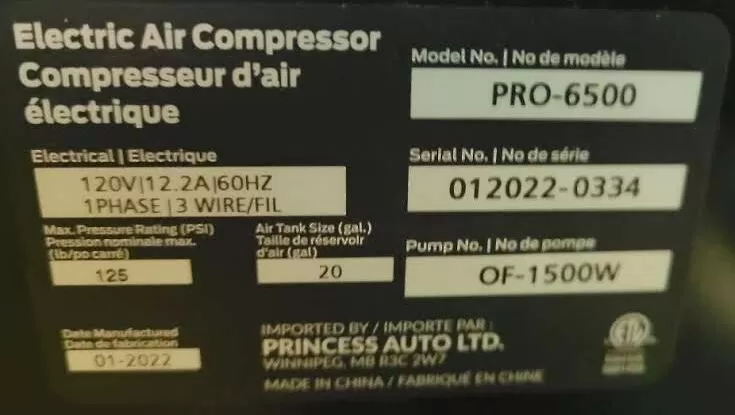 Electric Air Compressor
Compresseur d'air
électrique
Model No. | No de modèle
PRO-6500
Electrical | Electrique
120V|12.2A|60HZ
1PHASE | 3 WIRE/FIL
Serial No. | No de série
012022-0334
Max. Pressure Rating (PSI)
Pression nominale max.
(lb/po carré)
125
Air Tank Size (gal.)
Taille de réservoir
d'air (gal)
20
Pump No. | No de pompe
OF-1500W
Date Manufactured
Date de fabrication
01-2022
IMPORTED BY / IMPORTE PAR :
PRINCESS AUTO LTD.
WINNIPEG, MB R3C 2W7
MADE IN CHINA / FABRIQUÉ EN CHINE
ETL